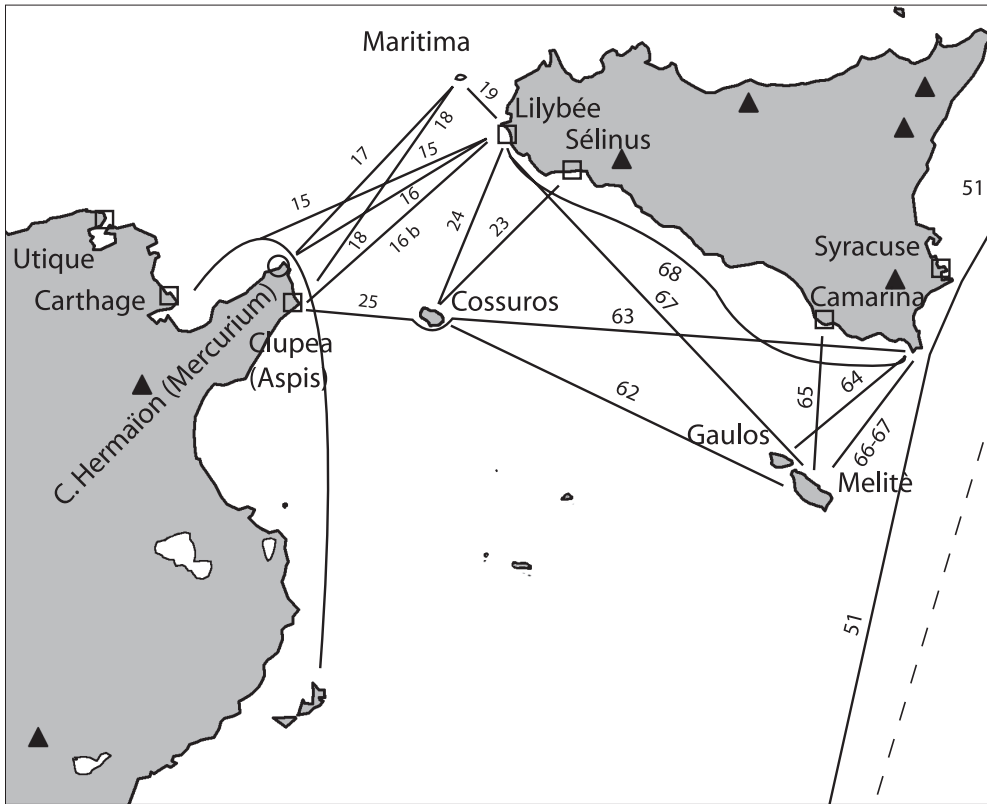 Maritima
19
Lilybée
18
Sélinus
17
15
15
16
51
24
23
18
16 b
Utique
Syracuse
68
67
Carthage
25
Cossuros
Camarina
63
Clupea
(Aspis)
C. Hermaïon (Mercurium)
64
62
65
Gaulos
66-67
Melitè
51